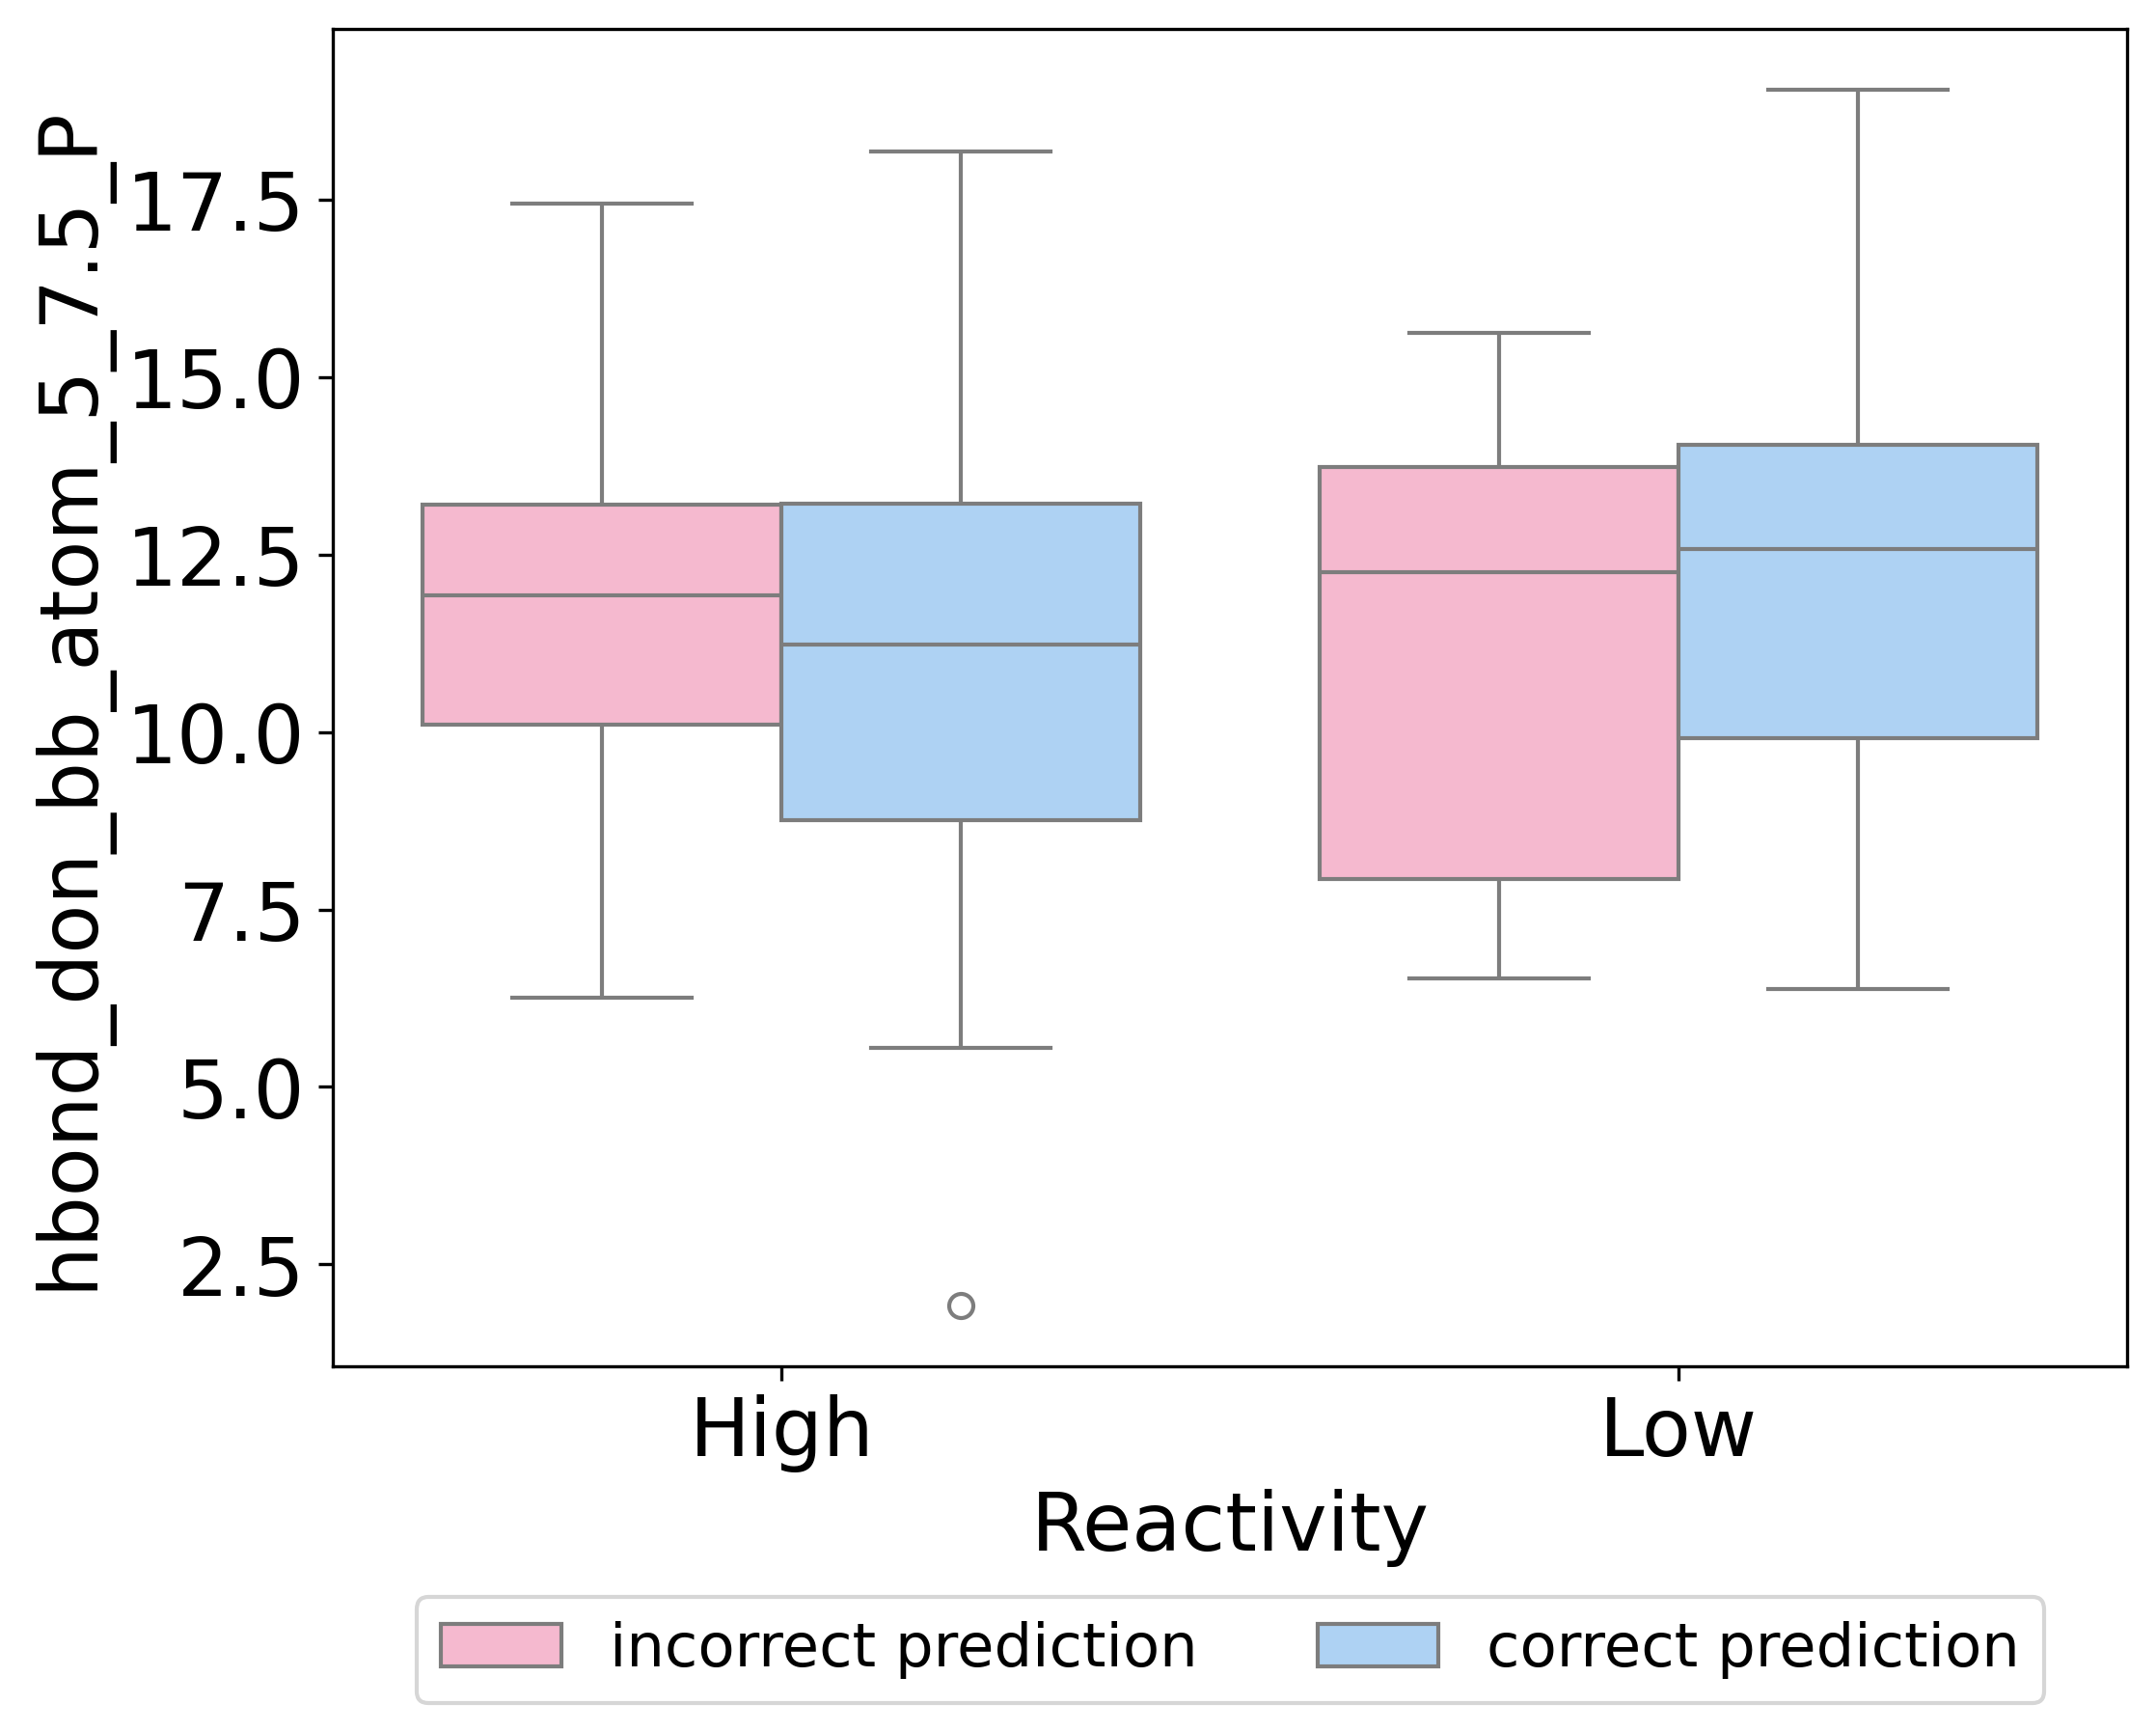 hbond_don_bb_atom_5_7.5_P
17.5
15.0
12.5
10.0
7.5
5.0
2.5
High
Low
Reactivity
incorrect prediction
correct prediction